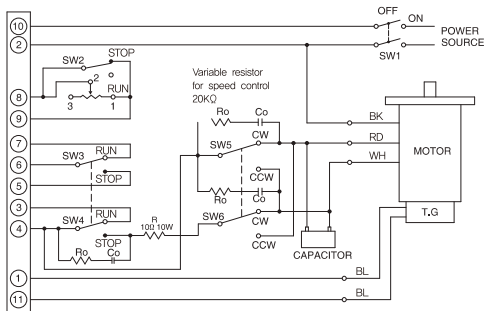 OFF
ON
POWER
SOURCE
SW1
10
2
SW2
STOP
2
RUN
8
3
1
9
Variable resistor
for speed control
20KΩ
Ro
Co
CW
SW5
CCW
BK
RD
WH
MOTOR
T.G
7
RUN
6
SW3
5
STOP
Ro
Co
3
RUN
4
SW4
STOP
R
10Ω 10W
SW6
CW
CCW
Ro
Co
CAPACITOR
1
BL
11
BL